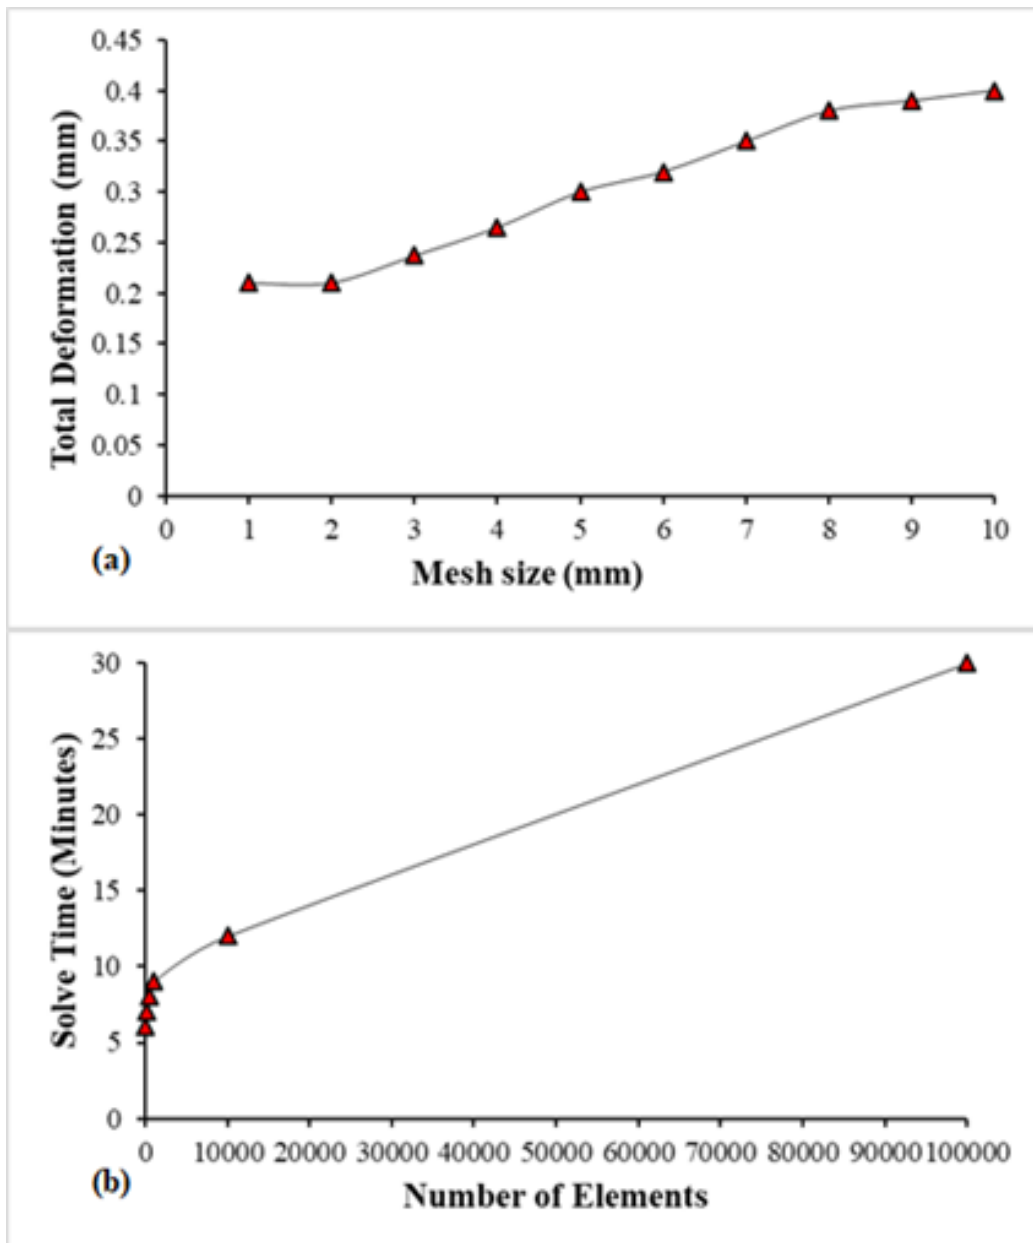 0.45
0.4
0.35
0.3
0.25
0.2
0.15
0.1
0.05
0
Total Deformation (mm)
0 1 2 3 4 5 6 7 8 9 10
(a)
Mesh size (mm)
30
25
20
15
10
5
0
Solve Time (Minutes)
0 10000 20000 30000 40000 50000 60000 70000 80000 90000 100000
(b)
Number of Elements